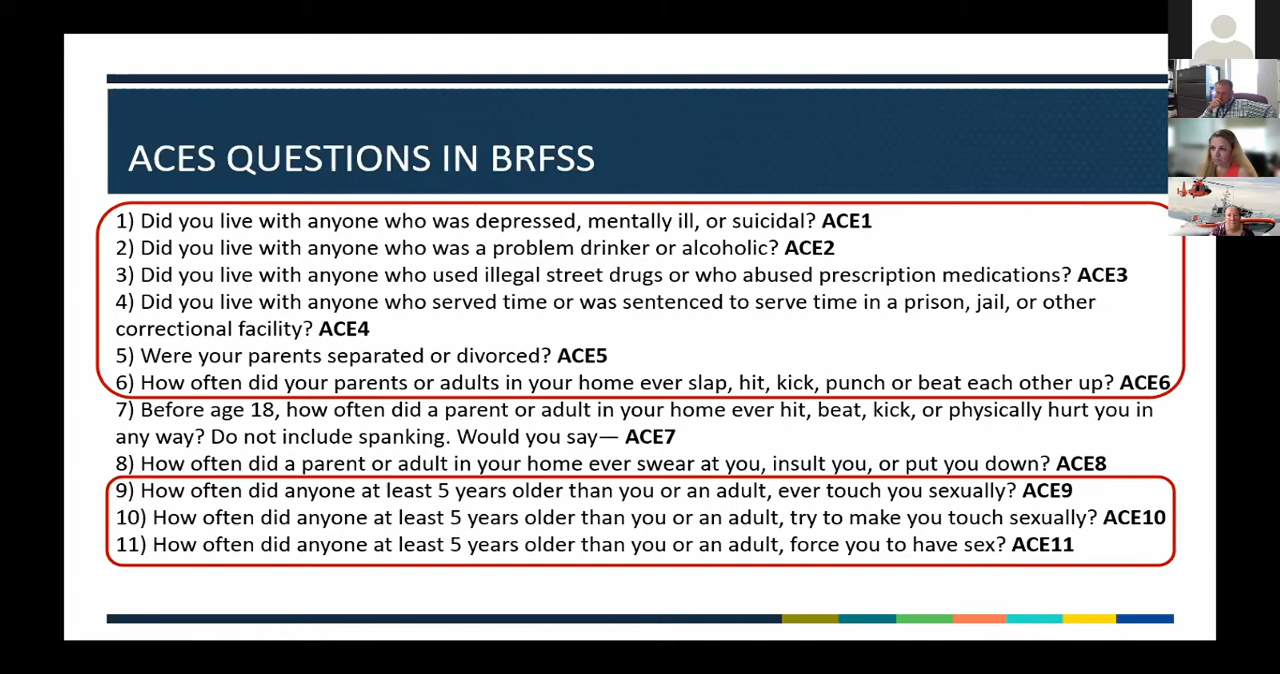 ACES QUESTIONS IN BRFSS
1) Did you live with anyone who was depressed, mentally ill, or suicidal? ACE1
2) Did you live with anyone who was a problem drinker or alcoholic? ACE2
3) Did you live with anyone who used illegal street drugs or who abused prescription medications? ACE3
4) Did you live with anyone who served time or was sentenced to serve time in a prison, jail, or other
correctional facility? ACE4
5) Were your parents separated or divorced? ACE5
6) How often did your parents or adults in your home ever slap, hit, kick, punch or beat each other up? ACE6
7) Before age 18, how often did a parent or adult in your home ever hit, beat, kick, or physically hurt you in
any way? Do not include spanking. Would you say— ACE7
8) How often did a parent or adult in your home ever swear at you, insult you, or put you down? ACE8
9) How often did anyone at least 5 years older than you or an adult, ever touch you sexually? ACE9
10) How often did anyone at least 5 years older than you or an adult, try to make you touch sexually? ACE10
11) How often did anyone at least 5 years older than you or an adult, force you to have sex? ACE11